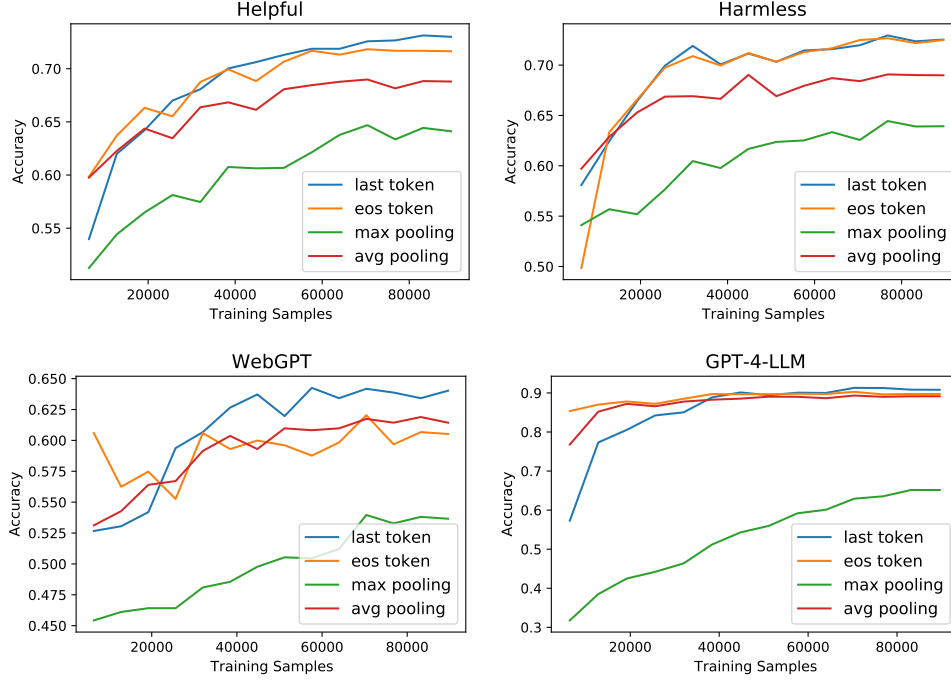 Helpful
Accuracy
0.70
0.65
0.60
0.55
last token
eos token
max pooling
avg pooling
20000 40000 60000 80000
Training Samples
Harmless
Accuracy
0.70
0.65
0.60
0.55
0.50
last token
eos token
max pooling
avg pooling
20000 40000 60000 80000
Training Samples
WebGPT
Accuracy
0.650
0.625
0.600
0.575
0.550
0.525
0.500
0.475
0.450
last token
eos token
max pooling
avg pooling
20000 40000 60000 80000
Training Samples
GPT-4-LLM
Accuracy
0.9
0.8
0.7
0.6
0.5
0.4
0.3
last token
eos token
max pooling
avg pooling
20000 40000 60000 80000
Training Samples